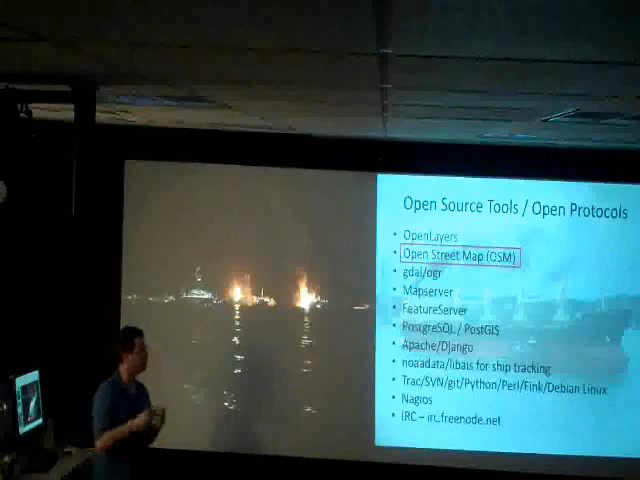 Open Source Tools / Open Protocols
• OpenLayers
• Open Street Map (OSM)
• gdal/ogr
• Mapserver
• FeatureServer
• PostgreSQL / PostGIS
• Apache/Django
• noaadata/libais for ship tracking
• Trac/SVN/git/Python/Perl/Fink/Debian Linux
• Nagios
• IRC – irc.freenode.net